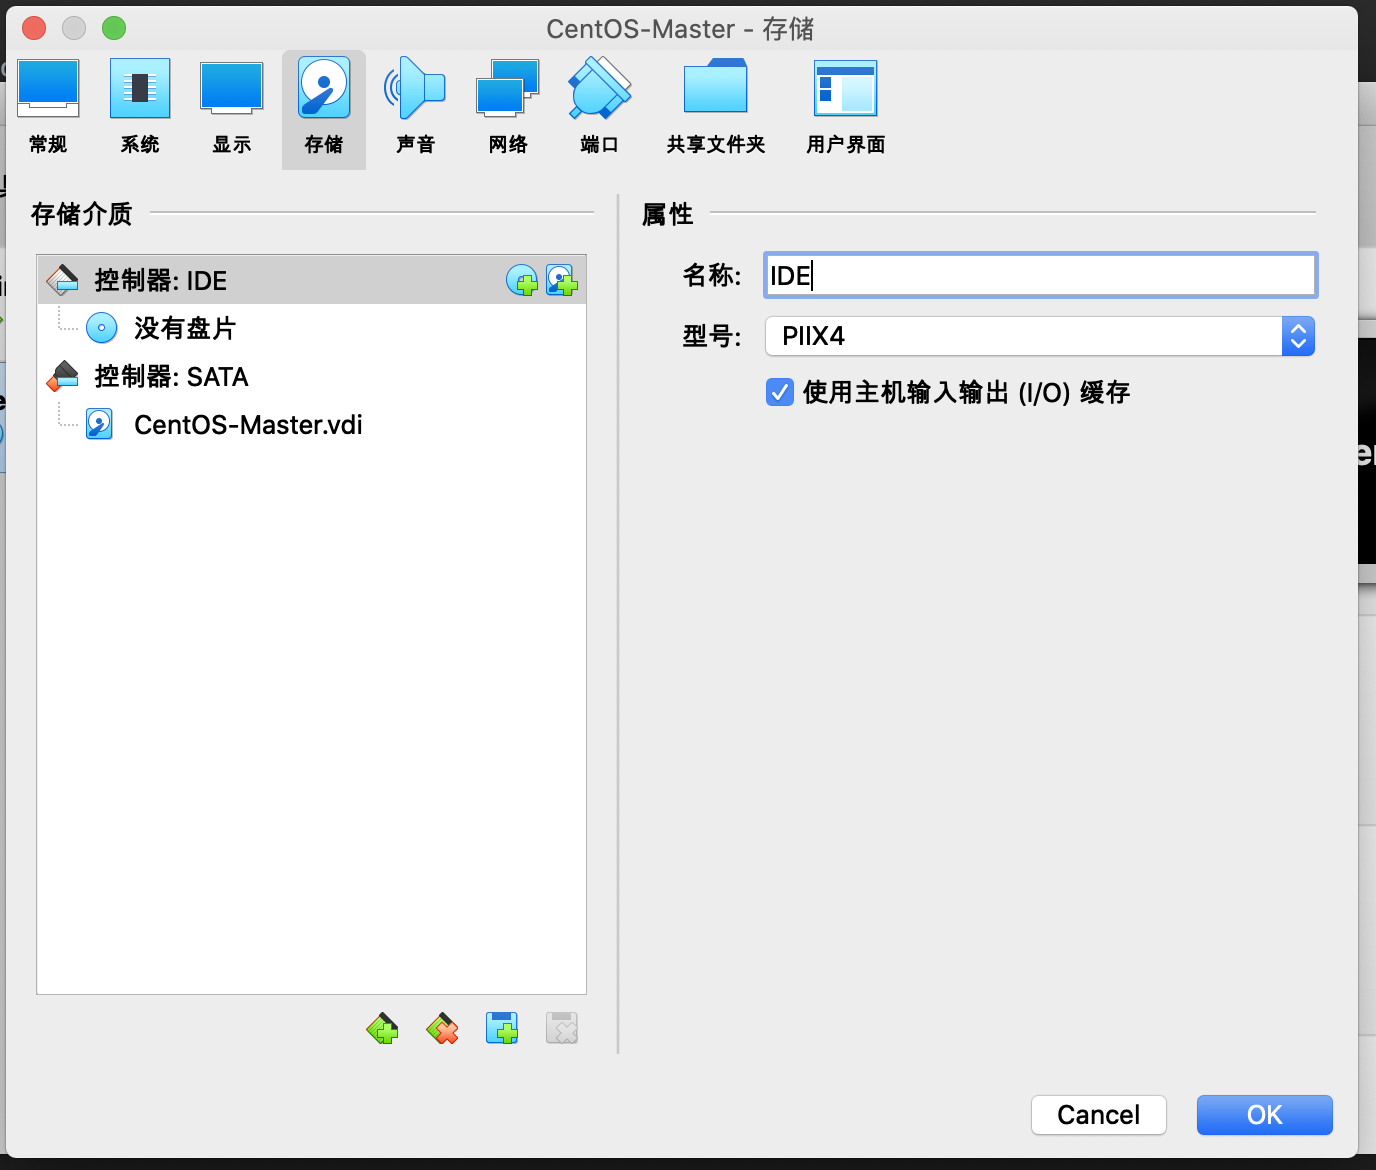 CentOS-Master - 存储
常规 系统 显示 存储 声音 网络 端口 共享文件夹 用户界面
存储介质
控制器: IDE
没有盘片
控制器: SATA
CentOS-Master.vdi
属性
名称: IDE
型号: PIIX4
使用主机输入输出 (I/O) 缓存
Cancel OK